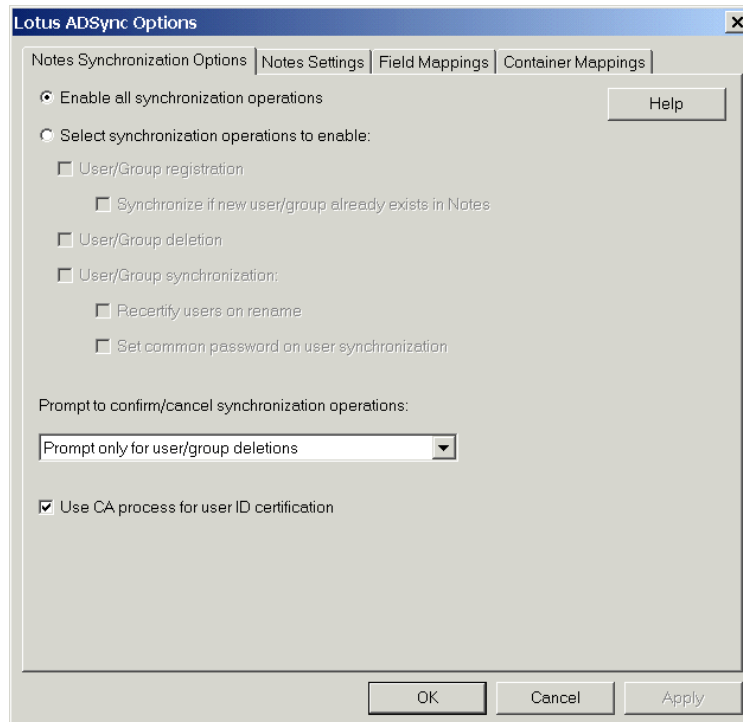 Lotus ADSync Options
Notes Synchronization Options Notes Settings Field Mappings Container Mappings
Enable all synchronization operations
Help
Select synchronization operations to enable:
User/Group registration
Synchronize if new user/group already exists in Notes
User/Group deletion
User/Group synchronization:
Recertify users on rename
Set common password on user synchronization
Prompt to confirm/cancel synchronization operations:
Prompt only for user/group deletions
Use CA process for user ID certification
OK Cancel Apply